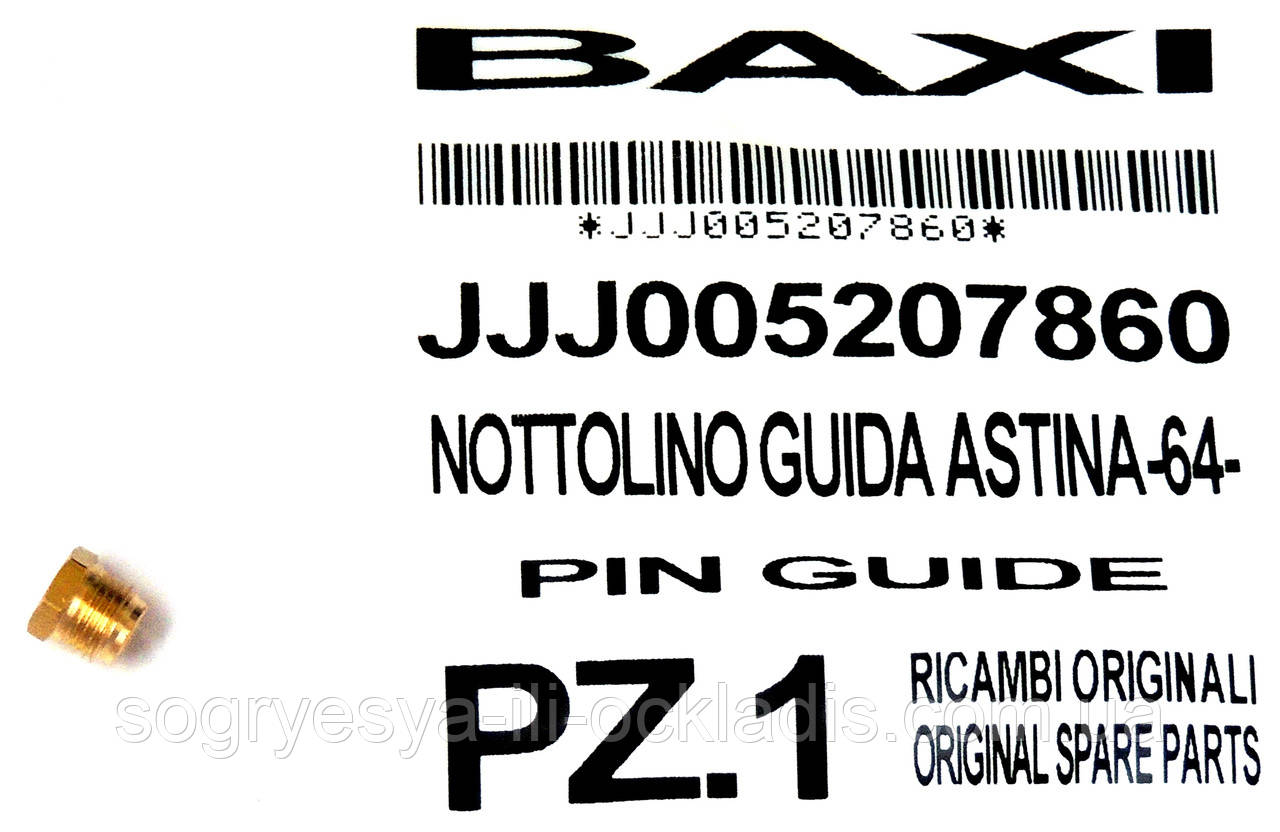 BAXI
*JJJ005207860*
JJJ005207860
NOTTOLINO GUIDA ASTINA-64-
PIN GUIDE
PZ.1
RICAMBI ORIGINALI
ORIGINAL SPARE PARTS
sogryesya-ili-ockladis.com.ua